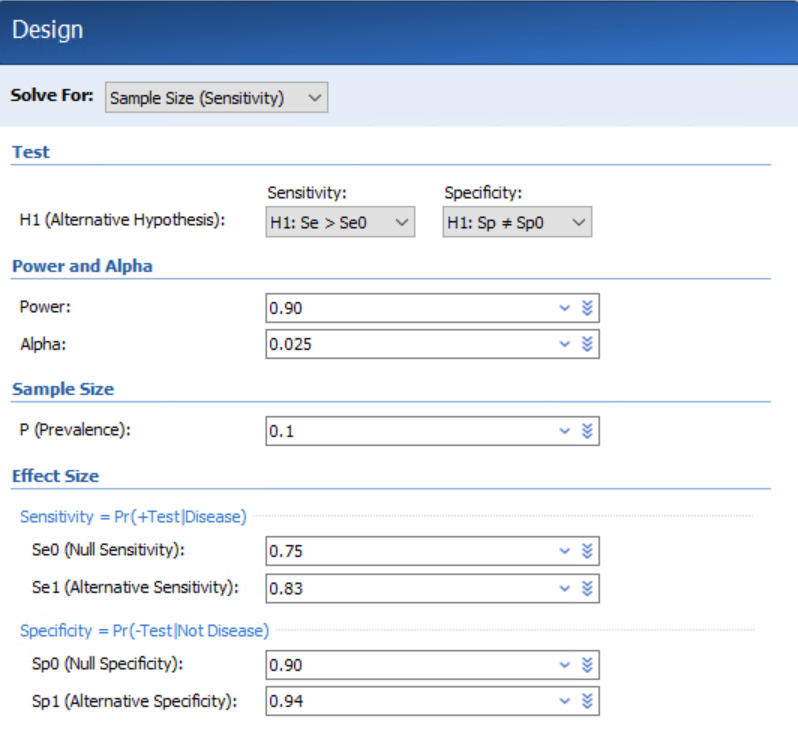 Design
Solve For: Sample Size (Sensitivity)
Test
Sensitivity: Specificity:
H1 (Alternative Hypothesis): H1: Se > Se0 H1: Sp ≠ Sp0
Power and Alpha
Power: 0.90
Alpha: 0.025
Sample Size
P (Prevalence): 0.1
Effect Size
Sensitivity = Pr(+Test|Disease)
Se0 (Null Sensitivity): 0.75
Se1 (Alternative Sensitivity): 0.83
Specificity = Pr(-Test|Not Disease)
Sp0 (Null Specificity): 0.90
Sp1 (Alternative Specificity): 0.94